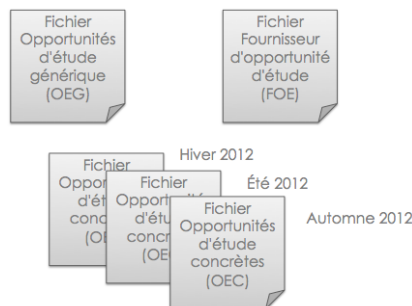 Fichier
Opportunités
d'étude
générique
(OEG)
Fichier
Fournisseur
d'opportunité
d'étude
(FOE)
Hiver 2012
Fichier
Été 2012
Fichier
Automne 2012
Fichier
Opportunités
d'étude
concrètes
(OEC)